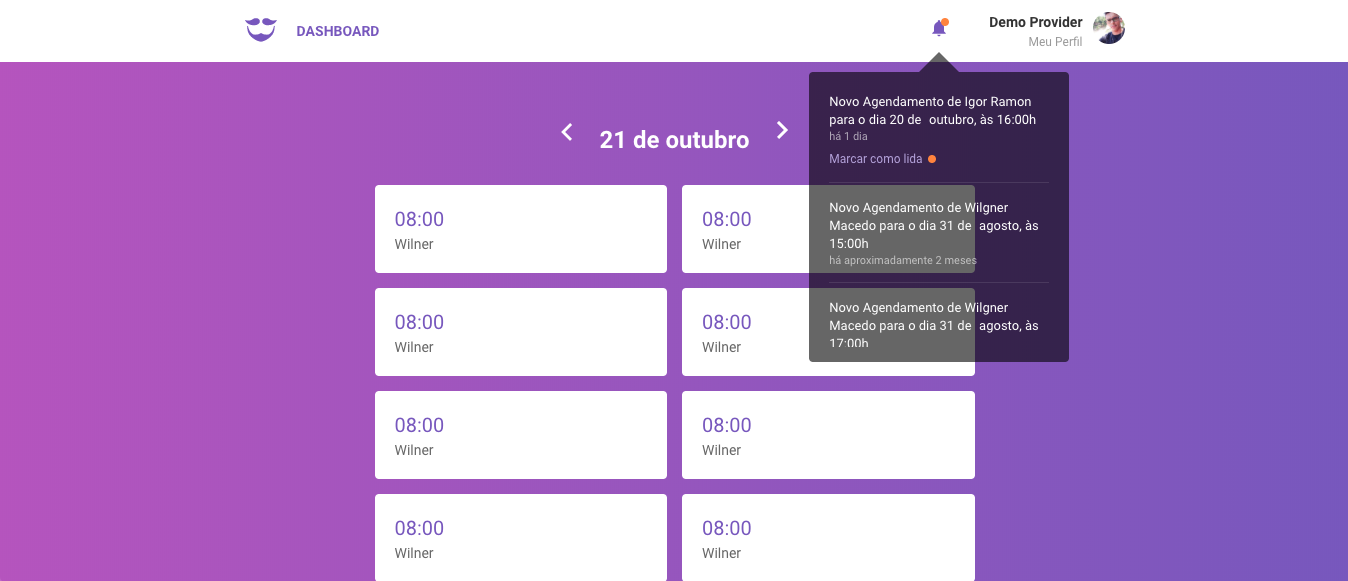 DASHBOARD
Demo Provider
Meu Perfil
21 de outubro
Novo Agendamento de Igor Ramon
para o dia 20 de  outubro, às 16:00h
há 1 dia
Marcar como lida
Novo Agendamento de Wilgner
Macedo para o dia 31 de  agosto, às
15:00h
há aproximadamente 2 meses
Novo Agendamento de Wilgner
Macedo para o dia 31 de  agosto, às
17:00h
08:00
Wilner
08:00
Wilner
08:00
Wilner
08:00
Wilner
08:00
Wilner
08:00
Wilner
08:00
Wilner
08:00
Wilner